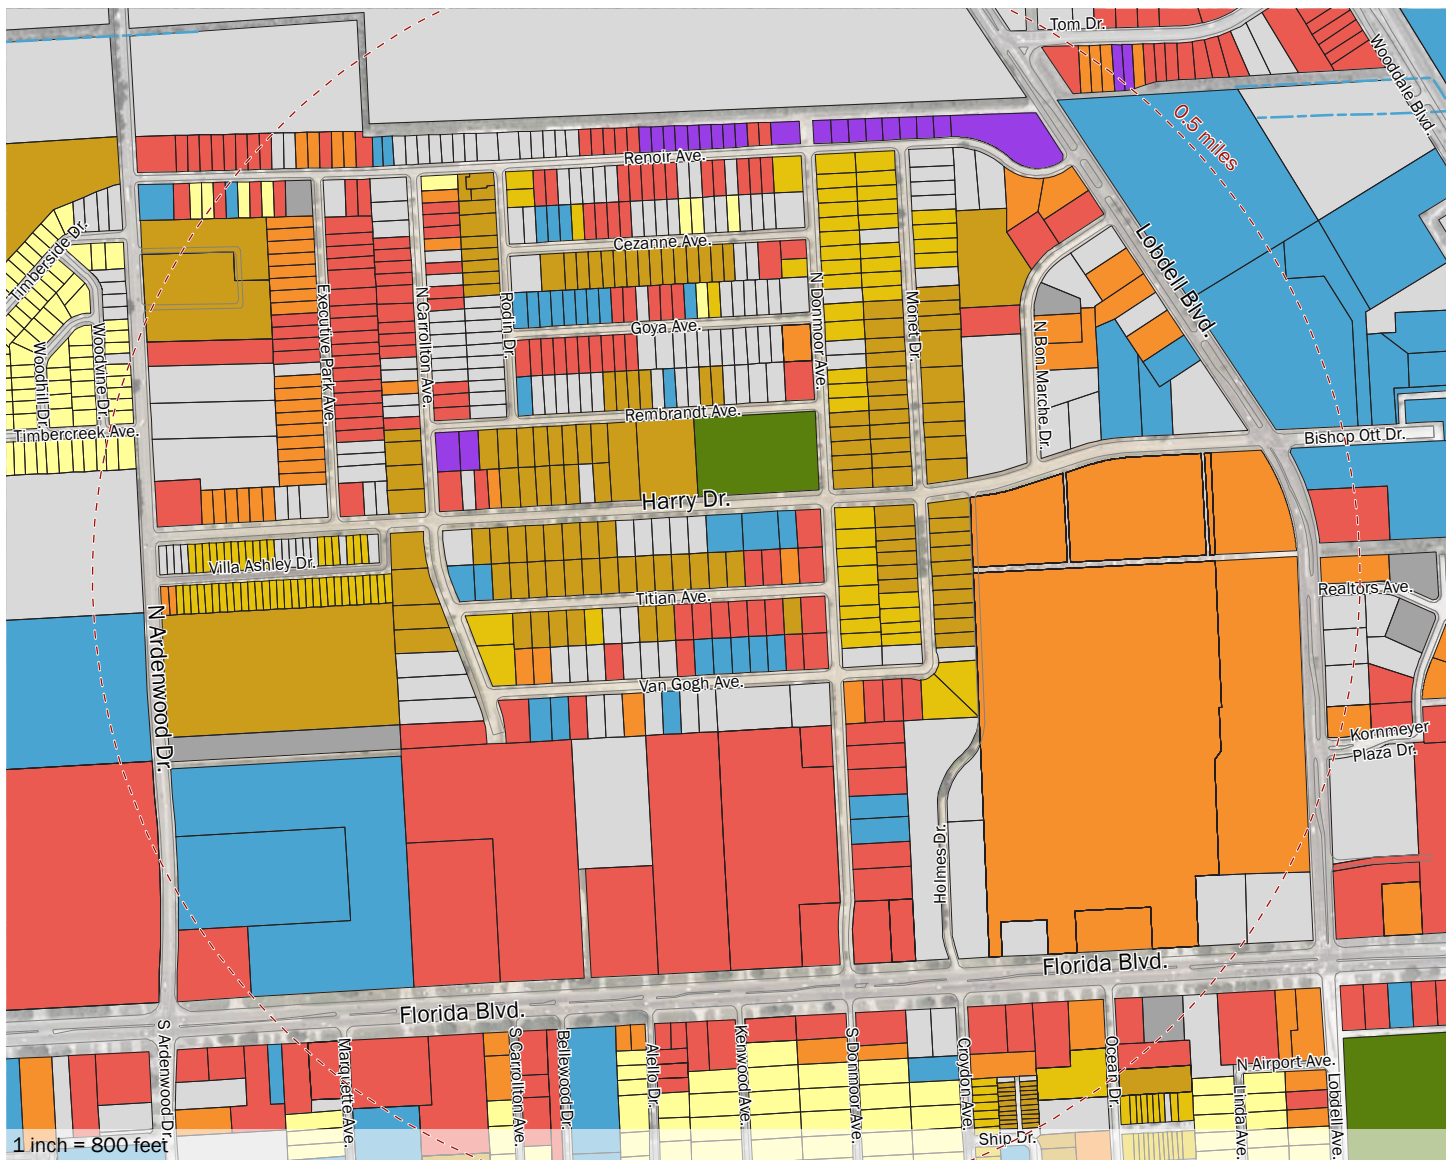 Tom Dr.
Wooddale Blvd.
0.5 miles
Renoir Ave.
Timberside Dr.
Cezanne Ave.
Lobdell Blvd.
Executive Park Ave.
N Carrollton Ave.
Rodin Dr.
N Donmoor Ave.
Monet Dr.
Goya Ave.
N Bon Marche Dr.
Woodvine Dr.
Woodhill Dr.
Rembrandt Ave.
Timbercreek Ave.
Bishop Ott Dr.
Harry Dr.
Villa Ashley Dr.
Realtors Ave.
Titian Ave.
N Ardenwood Dr.
Van Gogh Ave.
Kornmeyer
Plaza Dr.
Holmes Dr.
Florida Blvd.
Florida Blvd.
S Ardenwood Dr.
Marquette Ave.
S Carrollton Ave.
Bellewood Dr.
Aiello Dr.
Kenwood Ave.
S Donmoor Ave.
Croydon Ave.
Ocean Dr.
N Airport Ave.
Linda Ave.
Lobdell Ave.
Ship Dr.
1 inch = 800 feet